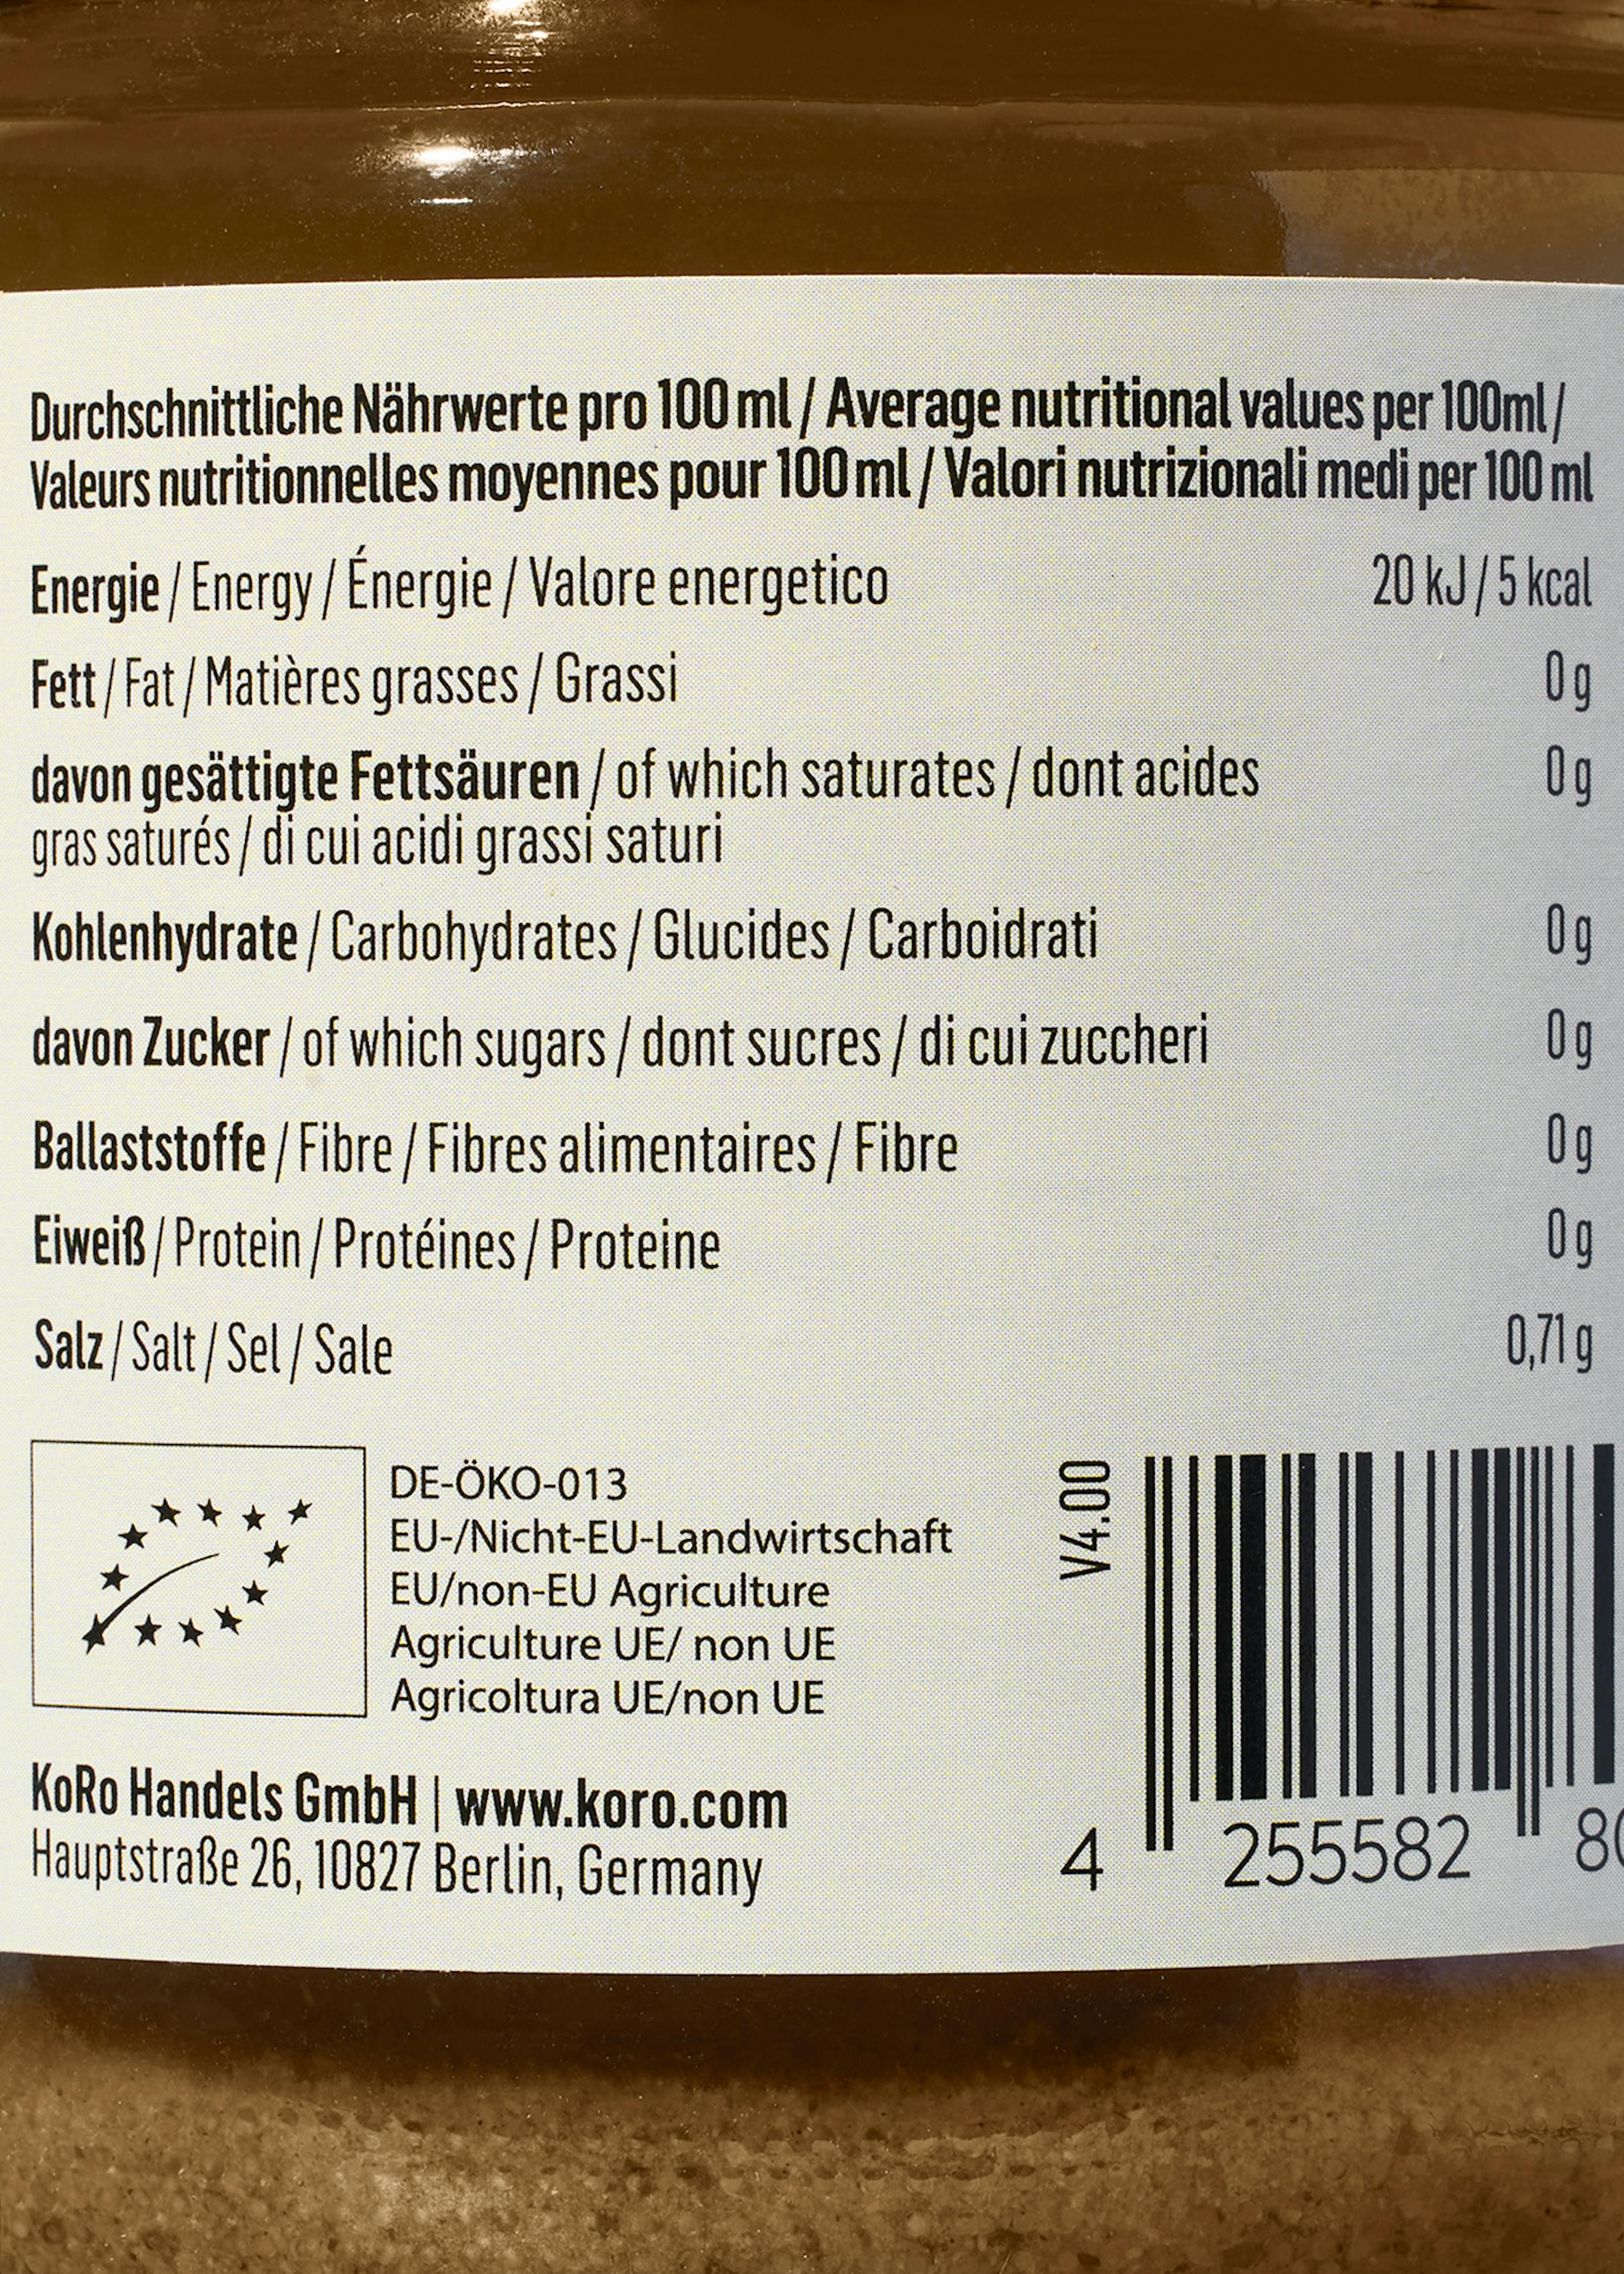 Durchschnittliche Nährwerte pro 100 ml / Average nutritional values per 100ml /
Valeurs nutritionnelles moyennes pour 100 ml / Valori nutrizionali medi per 100 ml
Energie / Energy / Énergie / Valore energetico 20 kJ / 5 kcal
Fett / Fat / Matières grasses / Grassi 0 g
davon gesättigte Fettsäuren / of which saturates / dont acides 0 g
gras saturés / di cui acidi grassi saturi
Kohlenhydrate / Carbohydrates / Glucides / Carboidrati 0 g
davon Zucker / of which sugars / dont sucres / di cui zuccheri 0 g
Ballaststoffe / Fibre / Fibres alimentaires / Fibre 0 g
Eiweiß / Protein / Protéines / Proteine 0 g
Salz / Salt / Sel / Sale 0,71 g
DE-ÖKO-013
EU-/Nicht-EU-Landwirtschaft
EU/non-EU Agriculture
Agriculture UE/ non UE
Agricoltura UE/non UE
V4.00
KoRo Handels GmbH | www.koro.com
Hauptstraße 26, 10827 Berlin, Germany
4 255582 8